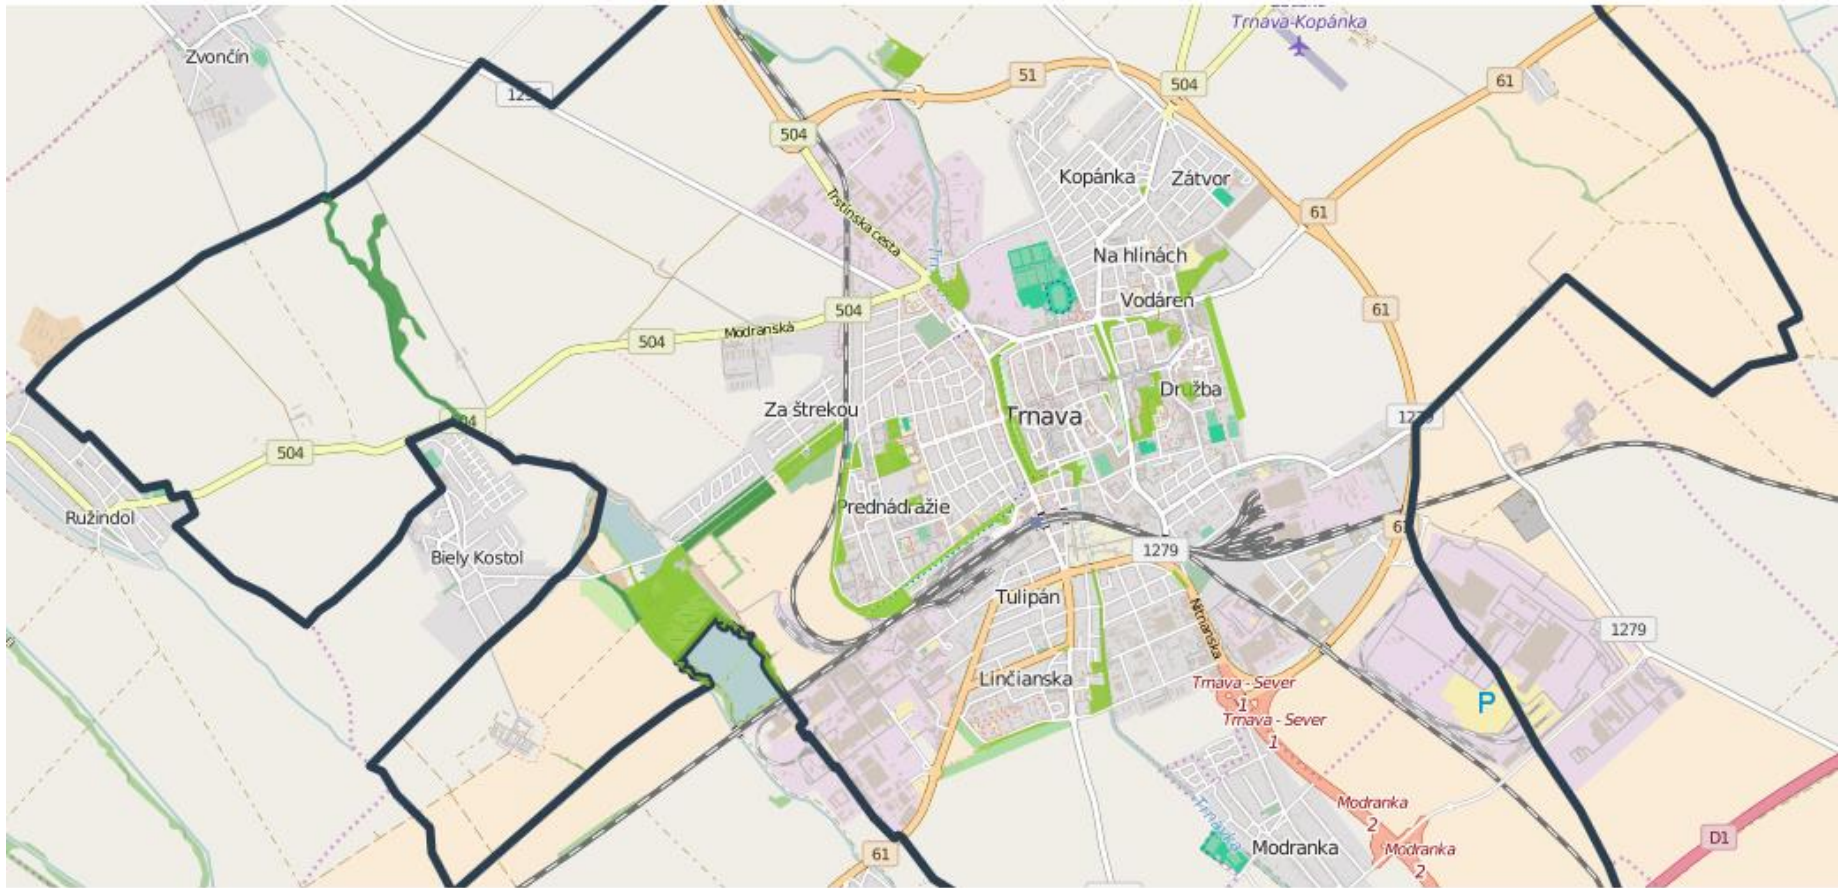 Trnava-Kopánka
Zvončín
51
61
504
504
Kopánka
Zátvor
61
Trstínska cesta
Na hlinách
Vodáreň
504
61
Modranská
504
Družba
Za štrekou
Trnava
504
Prednádražie
Ružindol
Biely Kostol
1279
Tulipán
Nitrianska
1279
Linčianska
Trnava - Sever
1
Trnava - Sever
1
P
Modranka
2
Trnávka
D1
Modranka
Modranka
2
61